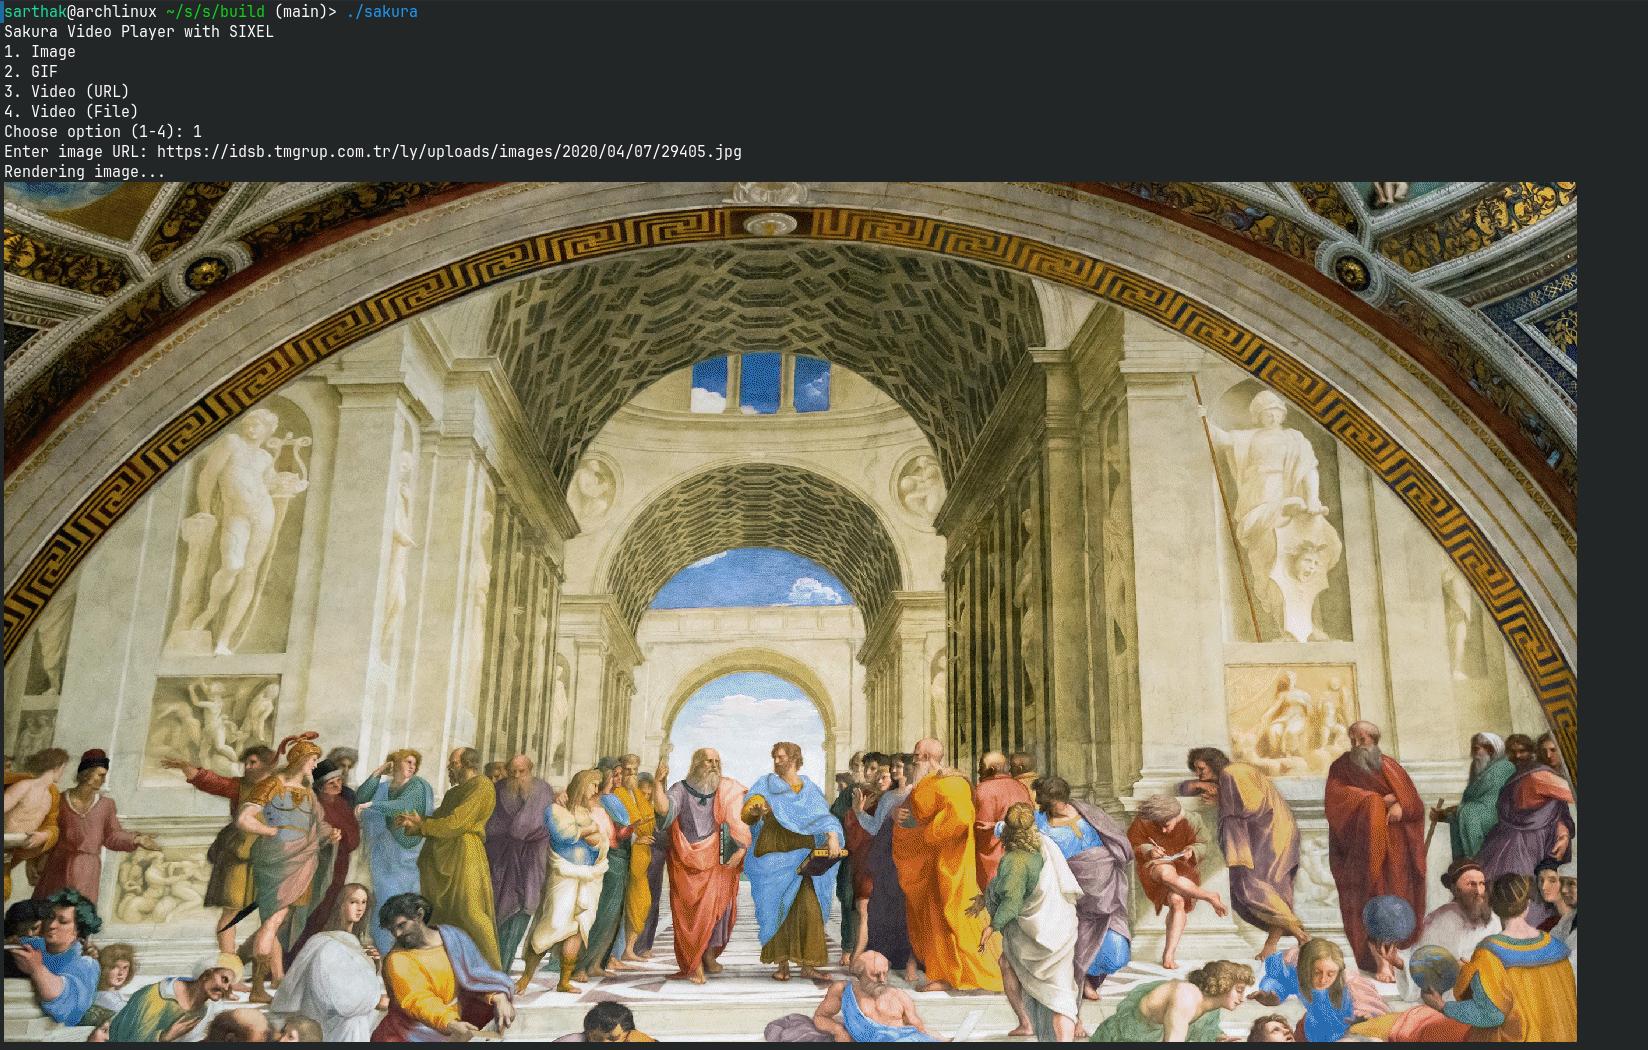 sarthak@archlinux ~/s/s/build (main)> ./sakura
Sakura Video Player with SIXEL
1. Image
2. GIF
3. Video (URL)
4. Video (File)
Choose option (1-4): 1
Enter image URL: https://idsb.tmgrup.com.tr/ly/uploads/images/2020/04/07/29405.jpg
Rendering image...